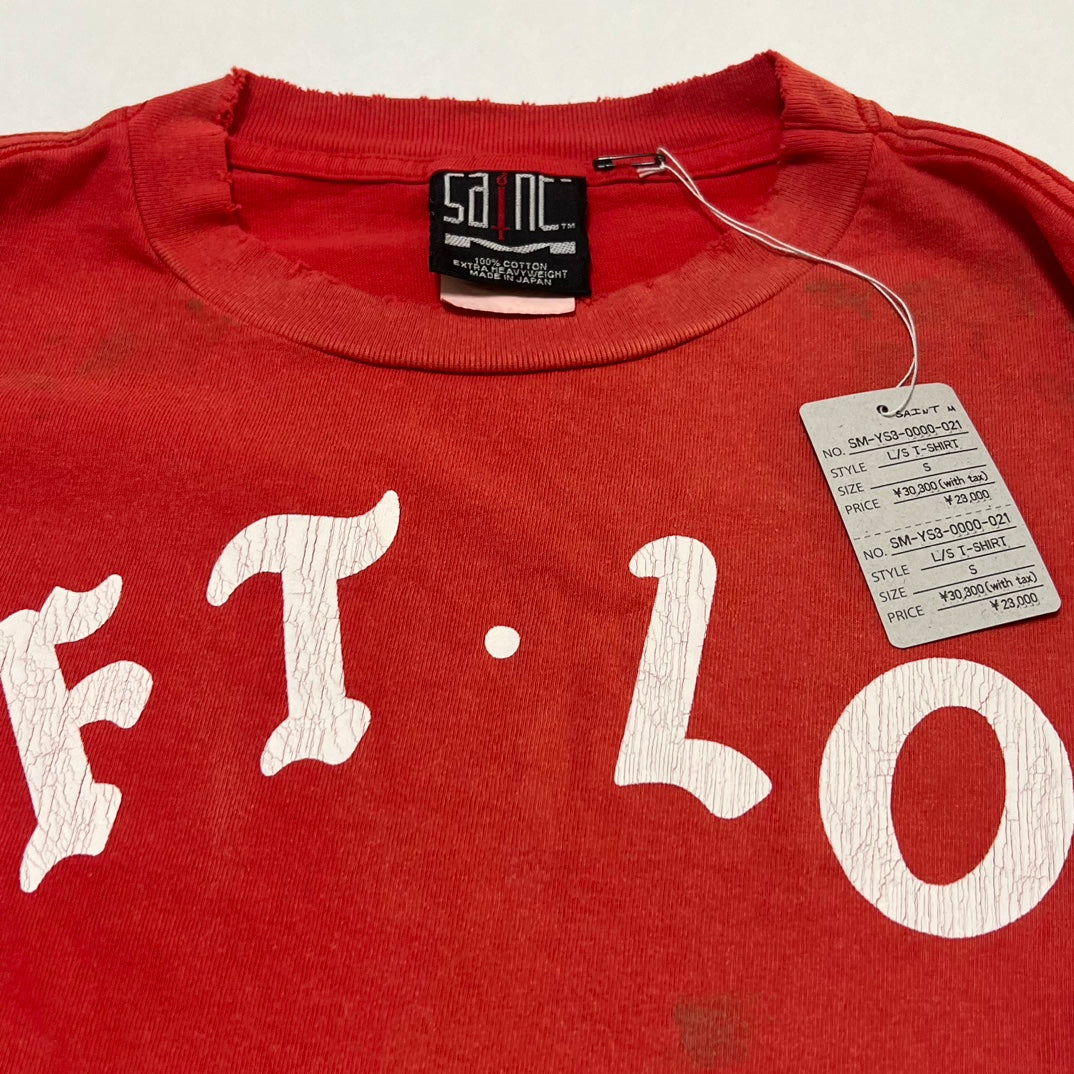 SAINT
TM
100% COTTON
EXTRA HEAVYWEIGHT
MADE IN JAPAN
SAINT M
NO. SM-YS3-0000-021
STYLE L/S T-SHIRT
SIZE S
PRICE ¥30,300 (with tax)
¥23,000
NO. SM-YS3-0000-021
STYLE L/S T-SHIRT
SIZE S
PRICE ¥30,300 (with tax)
¥23,000
FT·LO